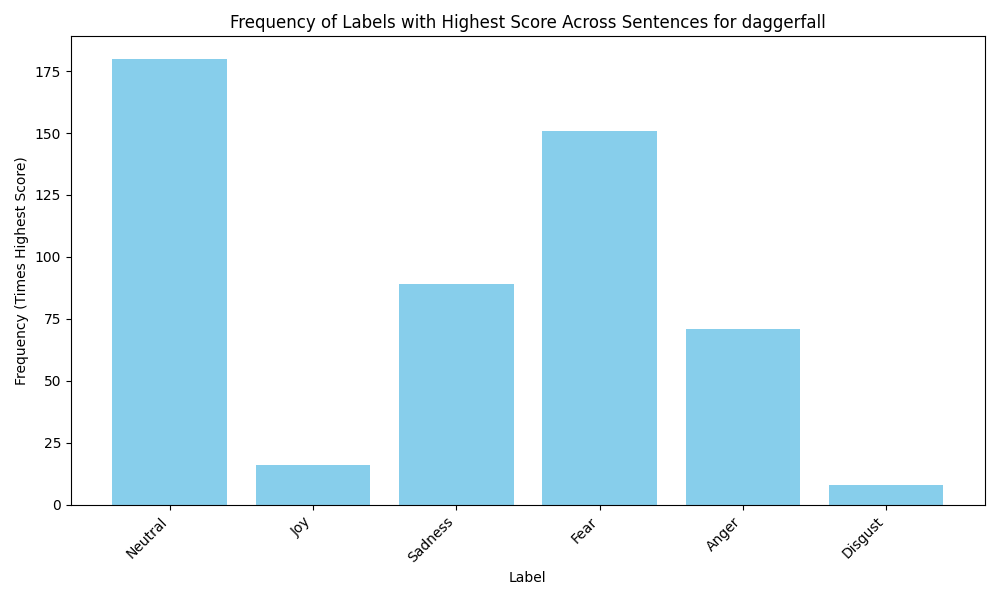 Frequency of Labels with Highest Score Across Sentences for daggerfall
Frequency (Times Highest Score)
175
150
125
100
75
50
25
0
Neutral
Joy
Sadness
Fear
Anger
Disgust
Label